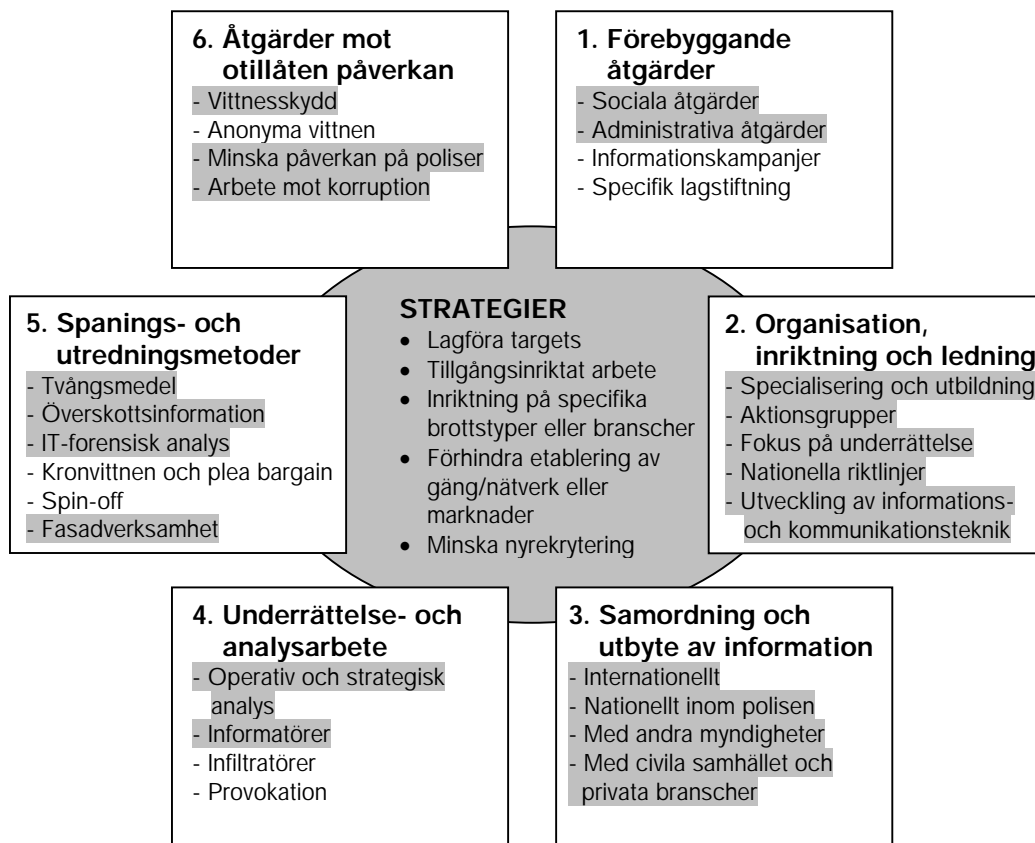 6. Åtgärder mot
otillåten påverkan
- Vittnesskydd
- Anonyma vittnen
- Minska påverkan på poliser
- Arbete mot korruption
1. Förebyggande
åtgärder
- Sociala åtgärder
- Administrativa åtgärder
- Informationskampanjer
- Specifik lagstiftning
5. Spanings- och
utredningsmetoder
- Tvångsmedel
- Överskottsinformation
- IT-forensisk analys
- Kronvittnen och plea bargain
- Spin-off
- Fasadverksamhet
STRATEGIER
• Lagföra targets
• Tillgångsinriktat arbete
• Inriktning på specifika
brottstyper eller branscher
• Förhindra etablering av
gäng/nätverk eller
marknader
• Minska nyrekrytering
2. Organisation,
inriktning och ledning
- Specialisering och utbildning
- Aktionsgrupper
- Fokus på underrättelse
- Nationella riktlinjer
- Utveckling av informations-
och kommunikationsteknik
4. Underrättelse- och
analysarbete
- Operativ och strategisk
analys
- Informatörer
- Infiltratörer
- Provokation
3. Samordning och
utbyte av information
- Internationellt
- Nationellt inom polisen
- Med andra myndigheter
- Med civila samhället och
privata branscher